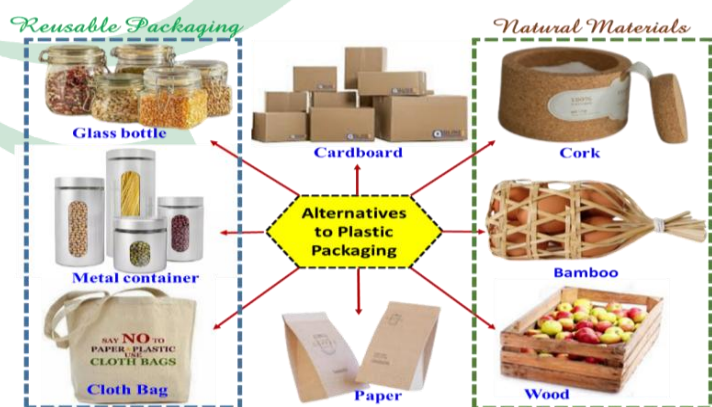 Reusable Packaging
Natural Materials
Glass bottle
Cardboard
Cork
Alternatives
to Plastic
Packaging
Metal container
Bamboo
SAY NO TO
PAPER PLASTIC
USE
CLOTH BAGS
Cloth Bag
Paper
Wood